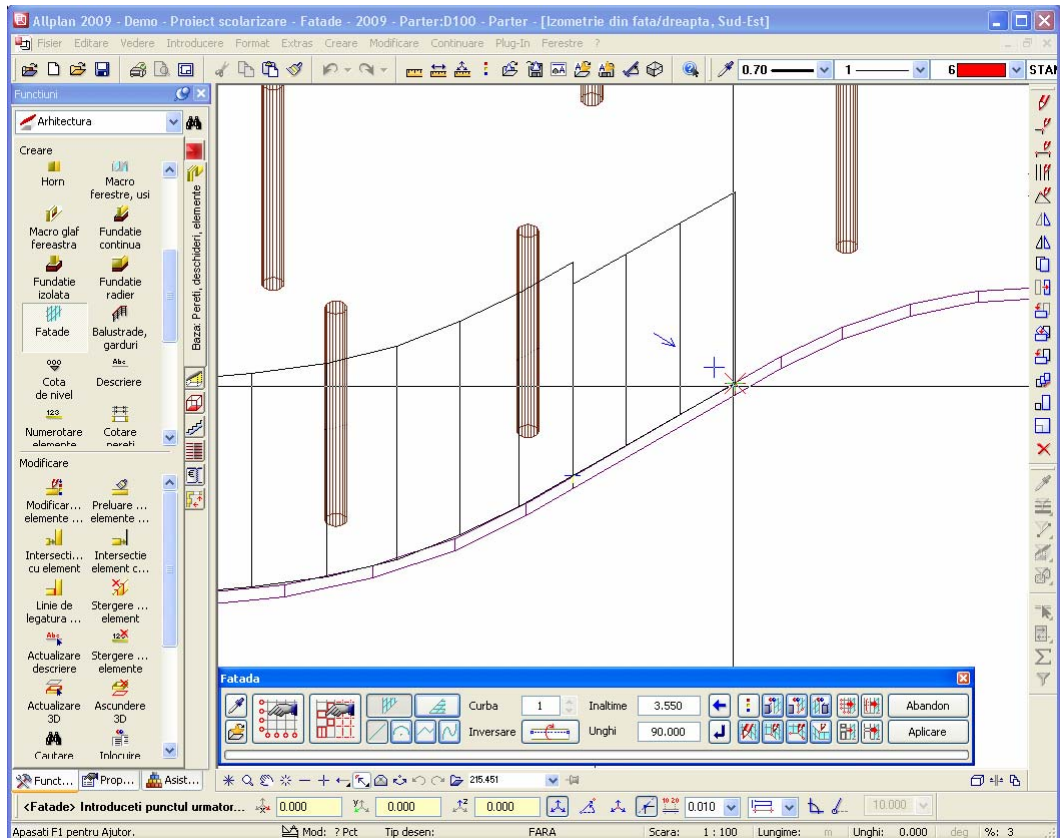 Allplan 2009 - Demo - Proiect scolarizare - Fatade - 2009 - Parter:D100 - Parter - [Izometrie din fata/dreapta, Sud-Est]
Fisier Editare Vedere Introducere Format Extras Creare Modificare Continuare Plug-In Ferestre ?
0.70 1 6 STAN
Functiuni
Arhitectura
Creare
Horn Macro ferestre, usi
Macro glaf fereastra Fundatie continua
Fundatie izolata Fundatie radier
Fatade Balustrade, garduri
Cota de nivel Descriere
Numerotare elemente Cotare pereti
Baza: Pereti, deschideri, elemente
Modificare
Modificar... elemente ... Preluare ... elemente ...
Intersecti... cu element Intersectie element c...
Linie de legatura ... Stergere ... element
Actualizare descriere Stergere ... elemente
Actualizare 3D Ascundere 3D
Cautare Inlocuire
Fatada
Curba 1 Inaltime 3.550 Abandon
Inversare Unghi 90.000 Aplicare
Funct... Prop... Asist... 215.451
<Fatade> Introduceti punctul urmator... 0.000 0.000 0.000 0.010 10.000
Apasati F1 pentru Ajutor. Mod: ? Pct Tip desen: FARA Scara: 1 : 100 Lungime: m Unghi: 0.000 deg %: 3